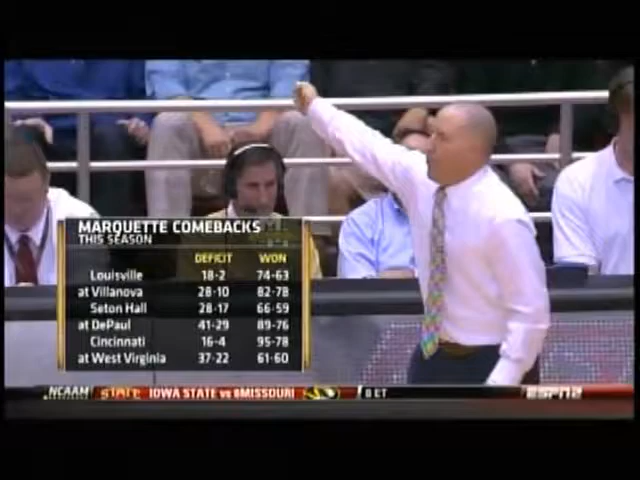 MARQUETTE COMEBACKS
THIS SEASON
DEFICIT WON
Louisville 18-2 74-63
at Villanova 28-10 82-78
Seton Hall 28-17 66-59
at DePaul 41-29 89-76
Cincinnati 16-4 95-78
at West Virginia 37-22 61-60
NCAAM STATE IOWA STATE vs 8MISSOURI 8 ET ESPN2